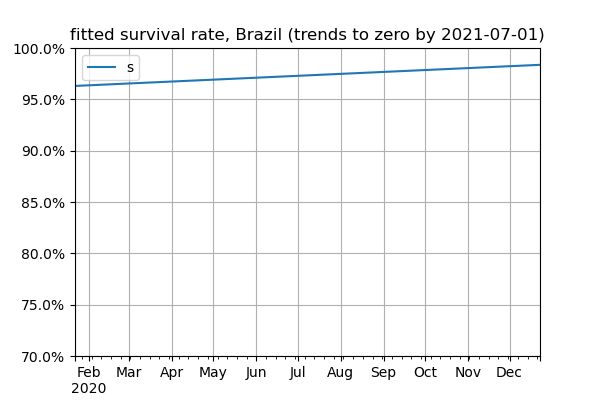 fitted survival rate, Brazil (trends to zero by 2021-07-01)
100.0%
s
95.0%
90.0%
85.0%
80.0%
75.0%
70.0%
Feb Mar Apr May Jun Jul Aug Sep Oct Nov Dec
2020